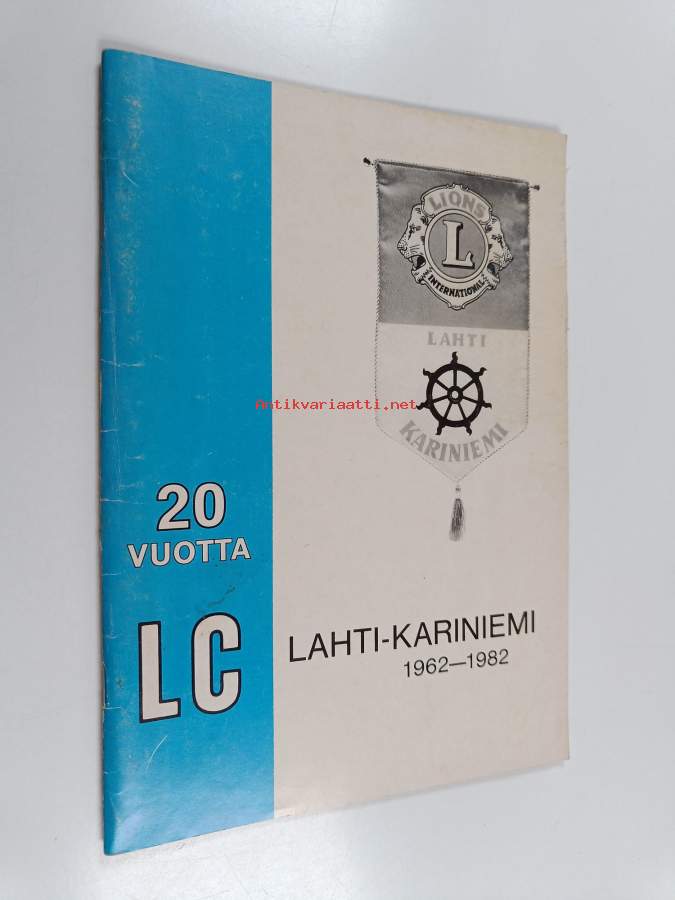 LIONS
L
INTERNATIONAL
LAHTI
KARINIEMI
Antikvariaatti.net
20
VUOTTA
LC
LAHTI-KARINIEMI
1962—1982